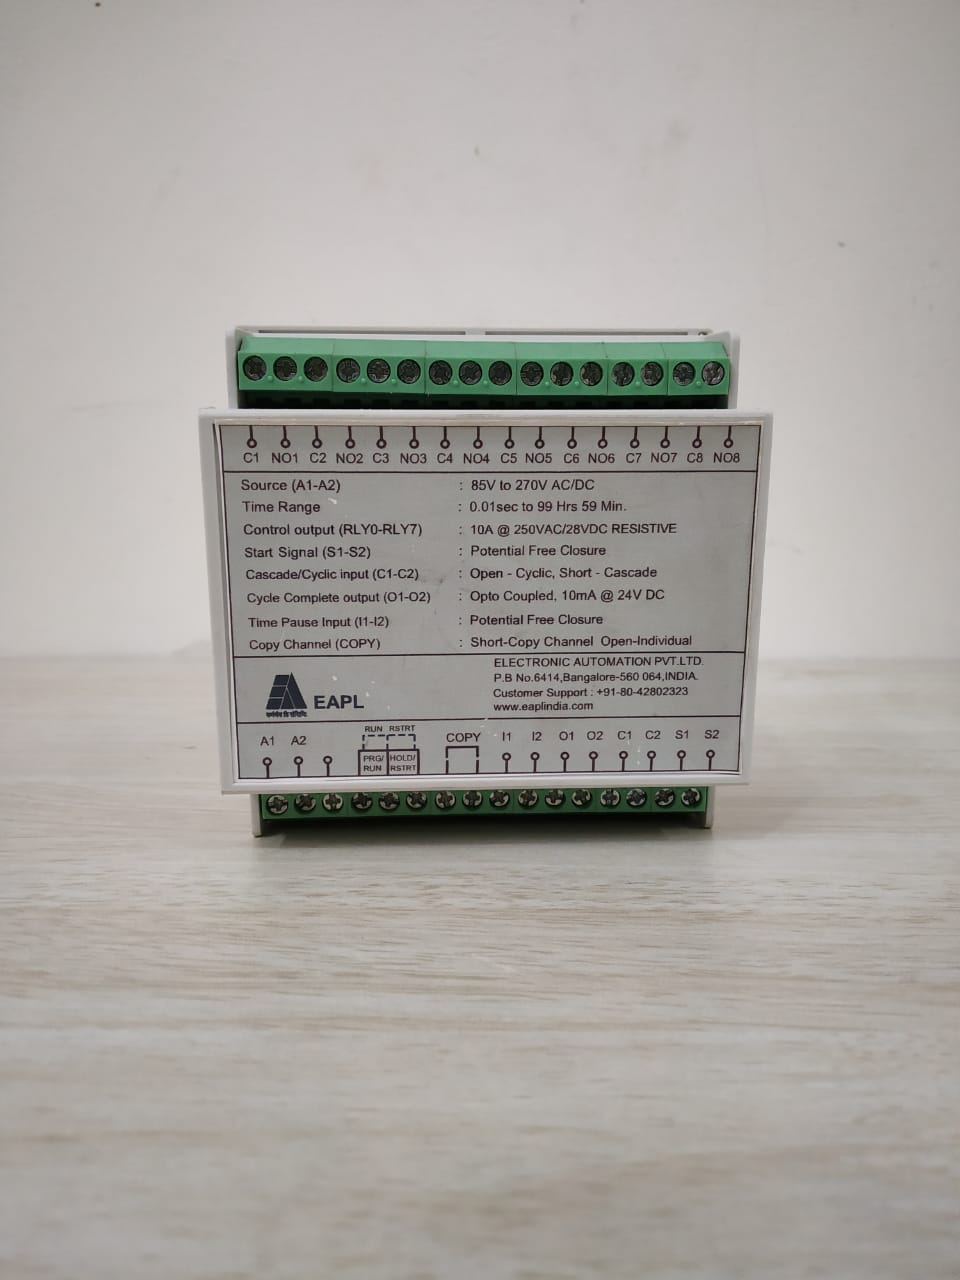 C1 NO1 C2 NO2 C3 NO3 C4 NO4 C5 NO5 C6 NO6 C7 NO7 C8 NO8
Source (A1-A2) : 85V to 270V AC/DC
Time Range : 0.01sec to 99 Hrs 59 Min.
Control output (RLY0-RLY7) : 10A @ 250VAC/28VDC RESISTIVE
Start Signal (S1-S2) : Potential Free Closure
Cascade/Cyclic input (C1-C2) : Open - Cyclic, Short - Cascade
Cycle Complete output (O1-O2) : Opto Coupled, 10mA @ 24V DC
Time Pause Input (I1-I2) : Potential Free Closure
Copy Channel (COPY) : Short-Copy Channel Open-Individual
EAPL
ELECTRONIC AUTOMATION PVT.LTD.
P.B No.6414,Bangalore-560 064,INDIA.
Customer Support : +91-80-42802323
www.eaplindia.com
RUN RSTRT
A1 A2 COPY I1 I2 O1 O2 C1 C2 S1 S2
PRG/ HOLD/
RUN RSTRT